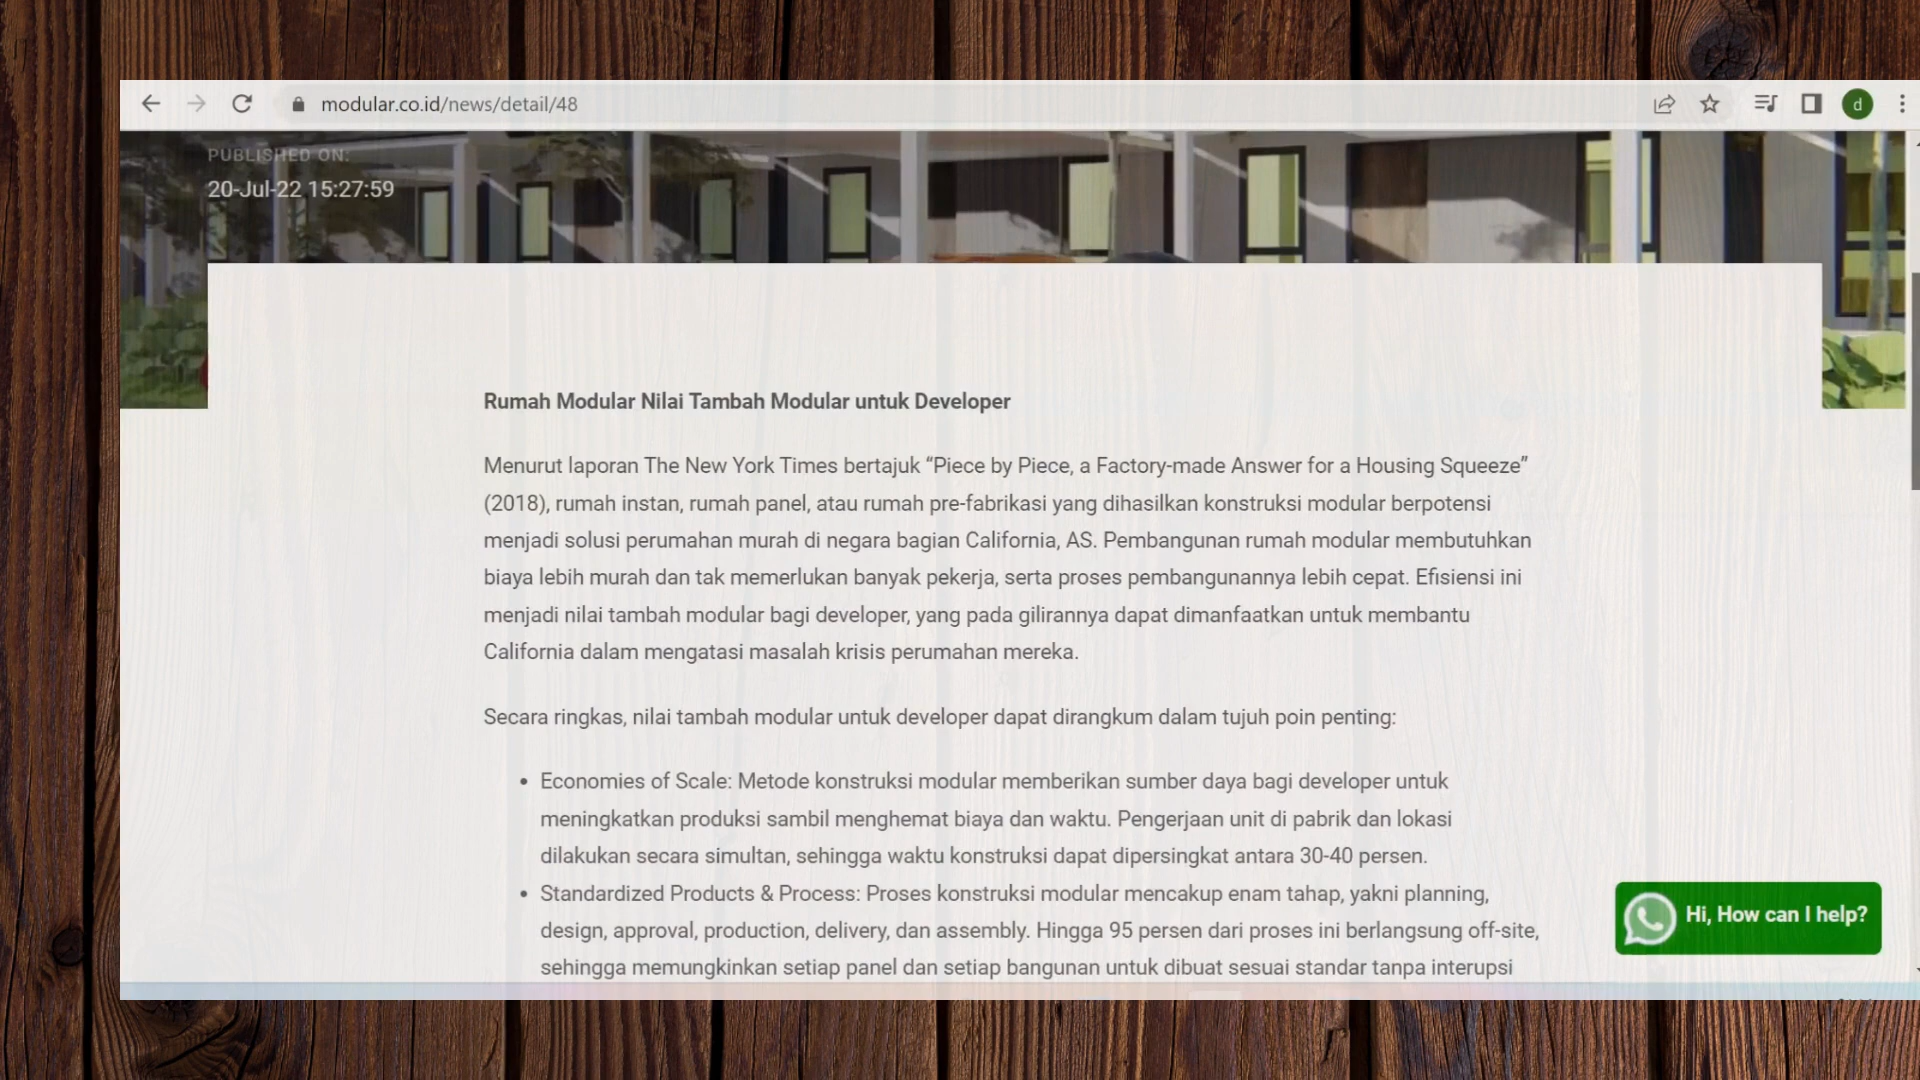 modular.co.id/news/detail/48
d
PUBLISHED ON:
20-Jul-22 15:27:59
Rumah Modular Nilai Tambah Modular untuk Developer
Menurut laporan The New York Times bertajuk “Piece by Piece, a Factory-made Answer for a Housing Squeeze”
(2018), rumah instan, rumah panel, atau rumah pre-fabrikasi yang dihasilkan konstruksi modular berpotensi
menjadi solusi perumahan murah di negara bagian California, AS. Pembangunan rumah modular membutuhkan
biaya lebih murah dan tak memerlukan banyak pekerja, serta proses pembangunannya lebih cepat. Efisiensi ini
menjadi nilai tambah modular bagi developer, yang pada gilirannya dapat dimanfaatkan untuk membantu
California dalam mengatasi masalah krisis perumahan mereka.
Secara ringkas, nilai tambah modular untuk developer dapat dirangkum dalam tujuh poin penting:
• Economies of Scale: Metode konstruksi modular memberikan sumber daya bagi developer untuk
meningkatkan produksi sambil menghemat biaya dan waktu. Pengerjaan unit di pabrik dan lokasi
dilakukan secara simultan, sehingga waktu konstruksi dapat dipersingkat antara 30-40 persen.
• Standardized Products & Process: Proses konstruksi modular mencakup enam tahap, yakni planning,
design, approval, production, delivery, dan assembly. Hingga 95 persen dari proses ini berlangsung off-site,
sehingga memungkinkan setiap panel dan setiap bangunan untuk dibuat sesuai standar tanpa interupsi
Hi, How can I help?